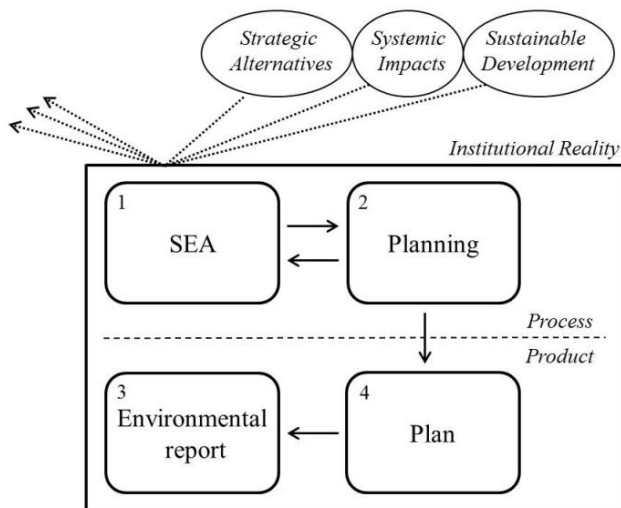 Strategic
Alternatives
Systemic
Impacts
Sustainable
Development
Institutional Reality
1
SEA
2
Planning
Process
Product
3
Environmental
report
4
Plan